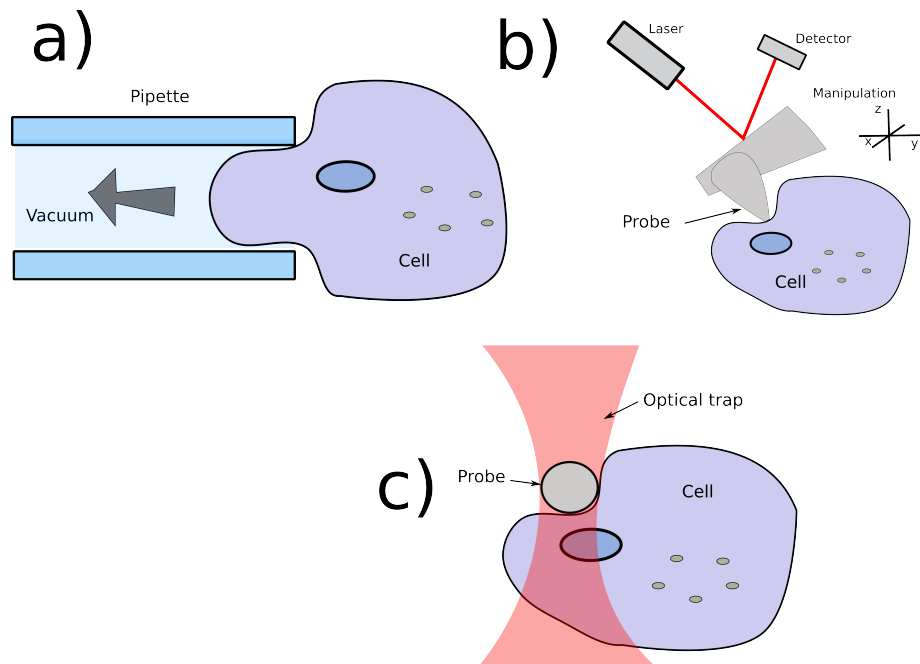 a)
Pipette
Vacuum
Cell
b)
Laser
Detector
Manipulation
z
x
y
Probe
Cell
c)
Optical trap
Probe
Cell